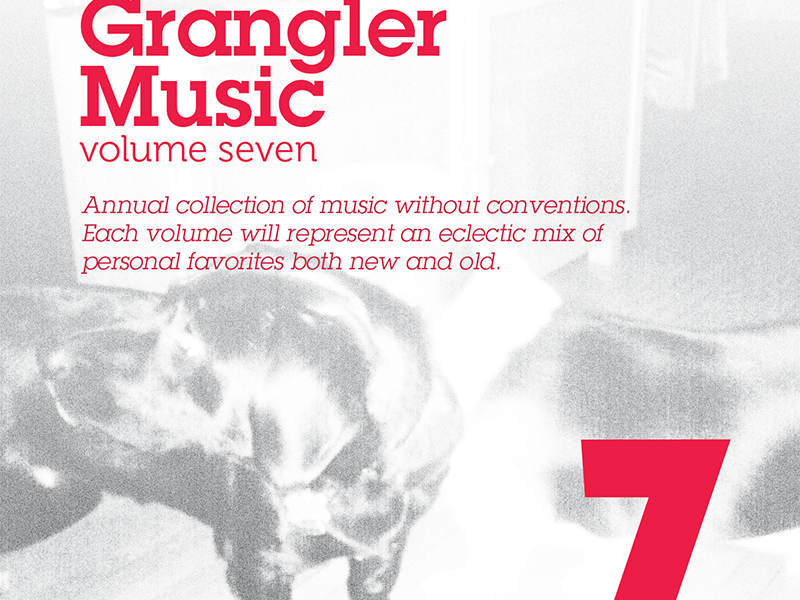 Grangler
Music
volume seven
Annual collection of music without conventions.
Each volume will represent an eclectic mix of
personal favorites both new and old.
7